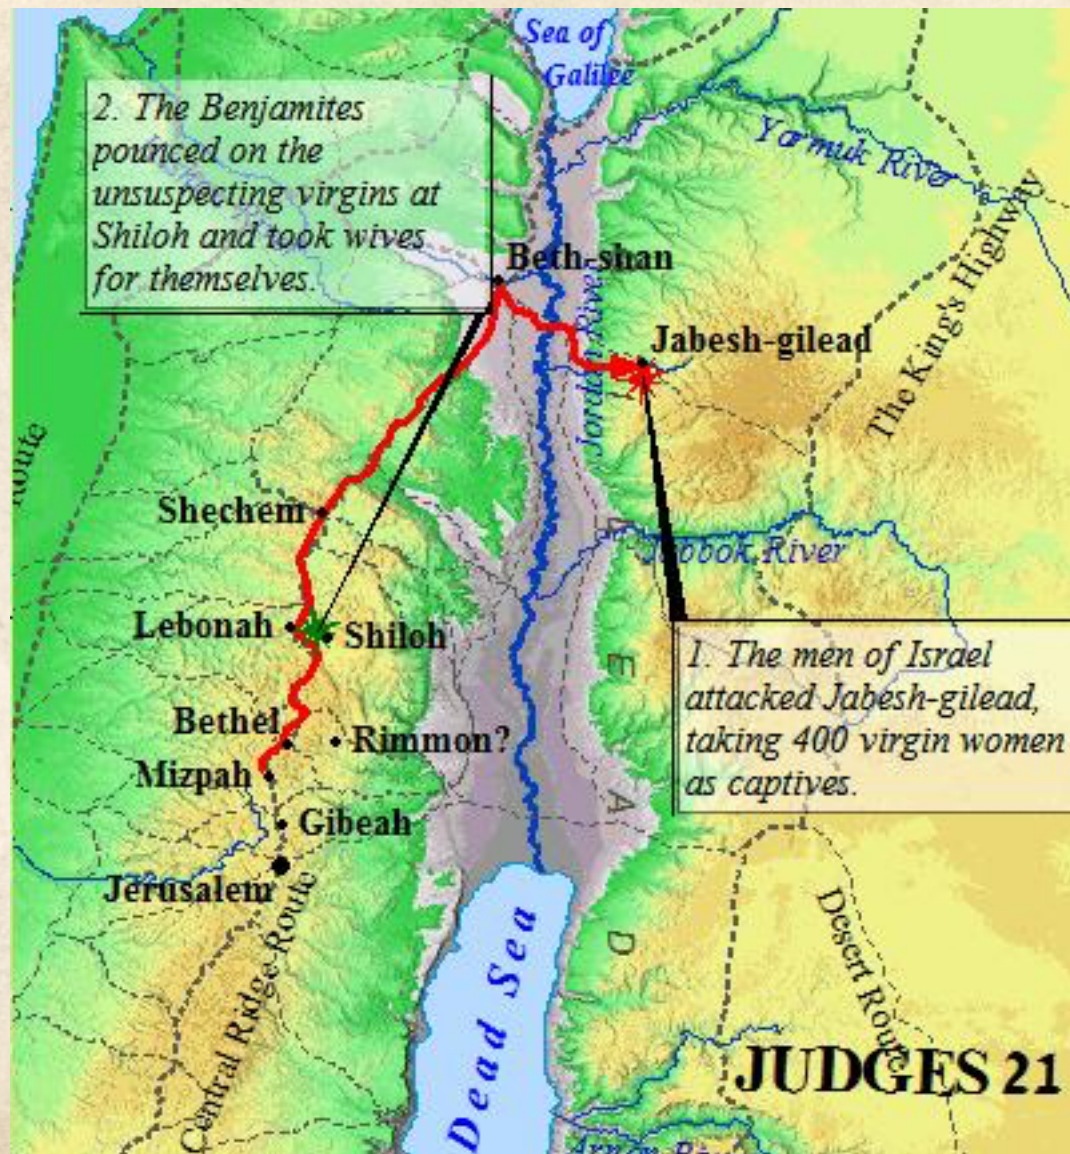 Sea of
Galilee
2. The Benjamites
pounced on the
unsuspecting virgins at
Shiloh and took wives
for themselves.
Yarmuk River
Beth-shan
Jordan River
Jabesh-gilead
The King's Highway
Route
Shechem
Jabbok River
Lebonah
Shiloh
1. The men of Israel
attacked Jabesh-gilead,
taking 400 virgin women
as captives.
Bethel
Rimmon?
Mizpah
Gibeah
Jerusalem
Central Ridge Route
Dead Sea
Desert Route
JUDGES 21
Arnon River